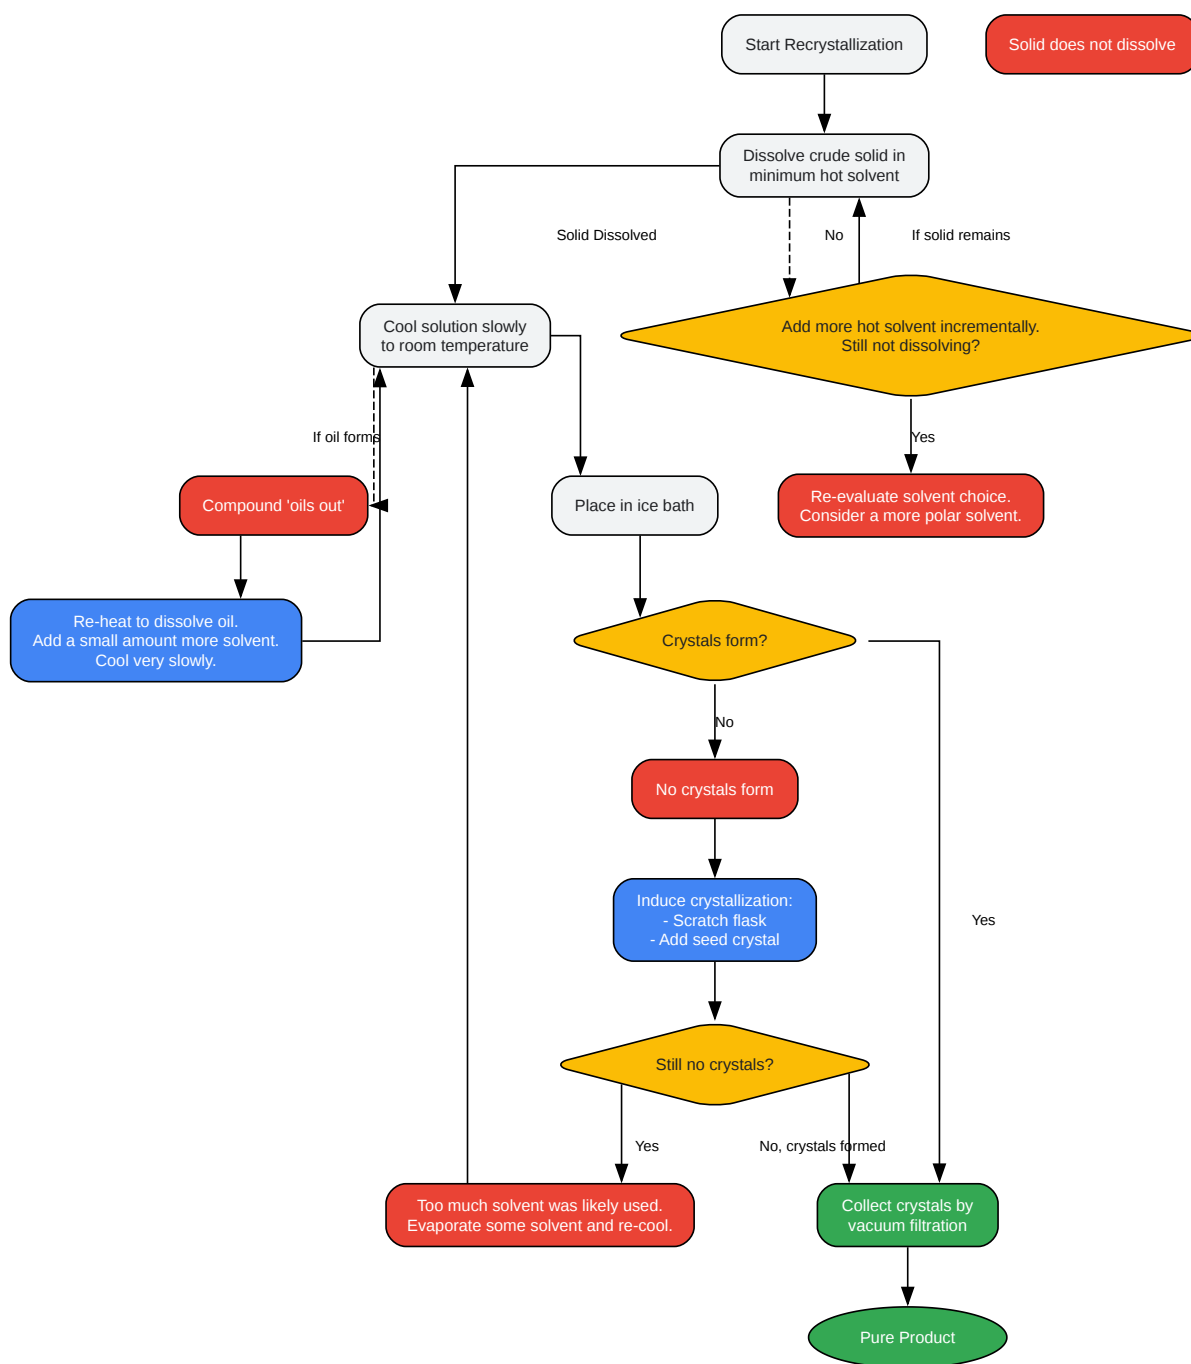 Start Recrystallization
Solid does not dissolve
Dissolve crude solid in
minimum hot solvent
Solid Dissolved
No
If solid remains
Cool solution slowly
to room temperature
Add more hot solvent incrementally.
Still not dissolving?
If oil forms
Yes
Compound 'oils out'
Place in ice bath
Re-evaluate solvent choice.
Consider a more polar solvent.
Re-heat to dissolve oil.
Add a small amount more solvent.
Cool very slowly.
Crystals form?
No
No crystals form
Induce crystallization:
- Scratch flask
- Add seed crystal
Yes
Still no crystals?
Yes
No, crystals formed
Too much solvent was likely used.
Evaporate some solvent and re-cool.
Collect crystals by
vacuum filtration
Pure Product